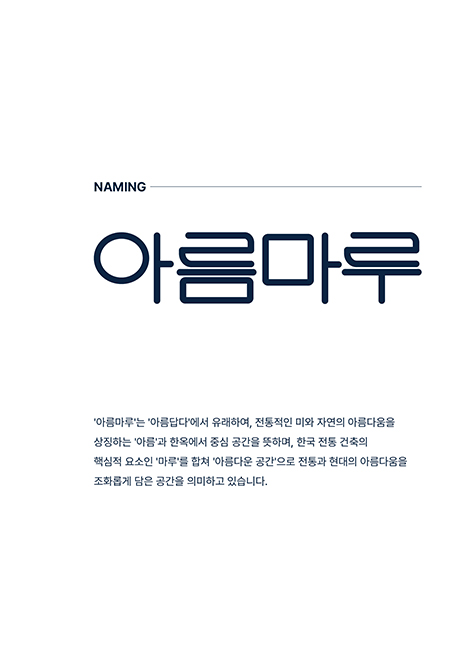 NAMING
아름마루
'아름마루'는 '아름답다'에서 유래하여, 전통적인 미와 자연의 아름다움을
상징하는 '아름'과 한옥에서 중심 공간을 뜻하며, 한국 전통 건축의
핵심적 요소인 '마루'를 합쳐 '아름다운 공간'으로 전통과 현대의 아름다움을
조화롭게 담은 공간을 의미하고 있습니다.